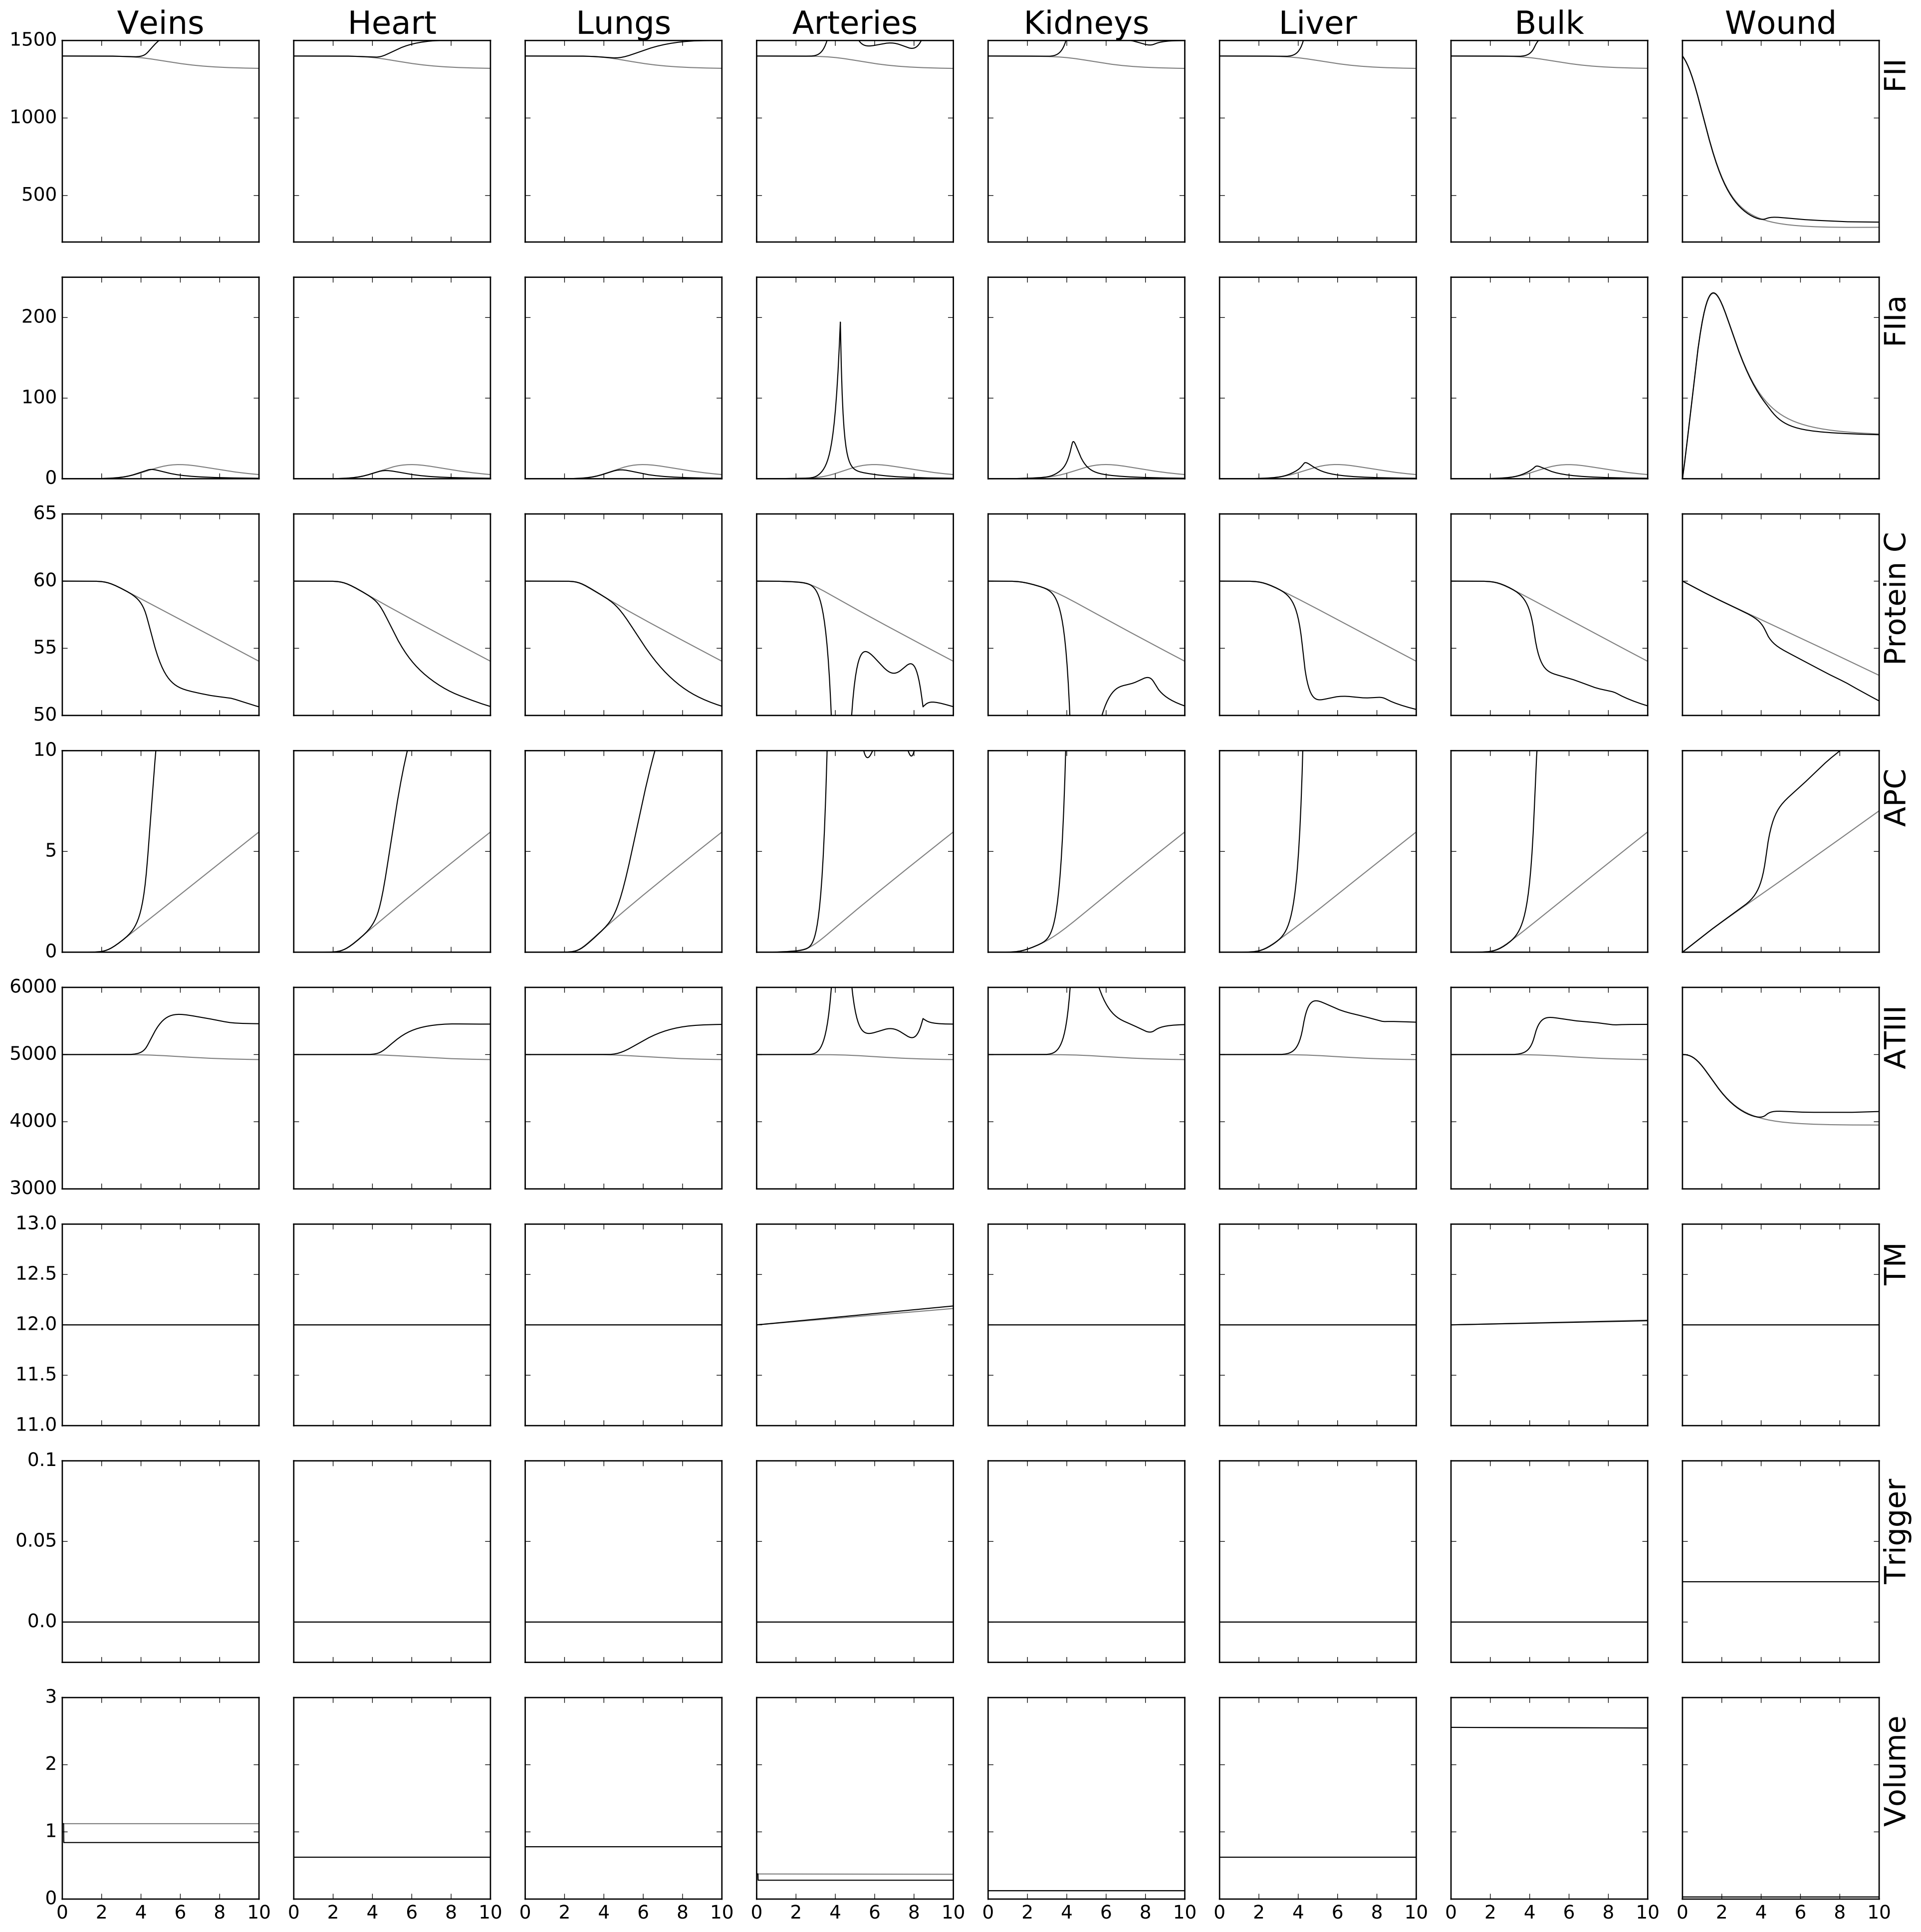 Veins Heart Lungs Arteries Kidneys Liver Bulk Wound
1500
1000
500
FII
200
100
0
FIIa
65
60
55
50
Protein C
10
5
0
APC
6000
5000
4000
3000
ATIII
13.0
12.5
12.0
11.5
11.0
TM
0.1
0.05
0.0
Trigger
3
2
1
0
Volume
0 2 4 6 8 10 0 2 4 6 8 10 0 2 4 6 8 10 0 2 4 6 8 10 0 2 4 6 8 10 0 2 4 6 8 10 0 2 4 6 8 10 0 2 4 6 8 10